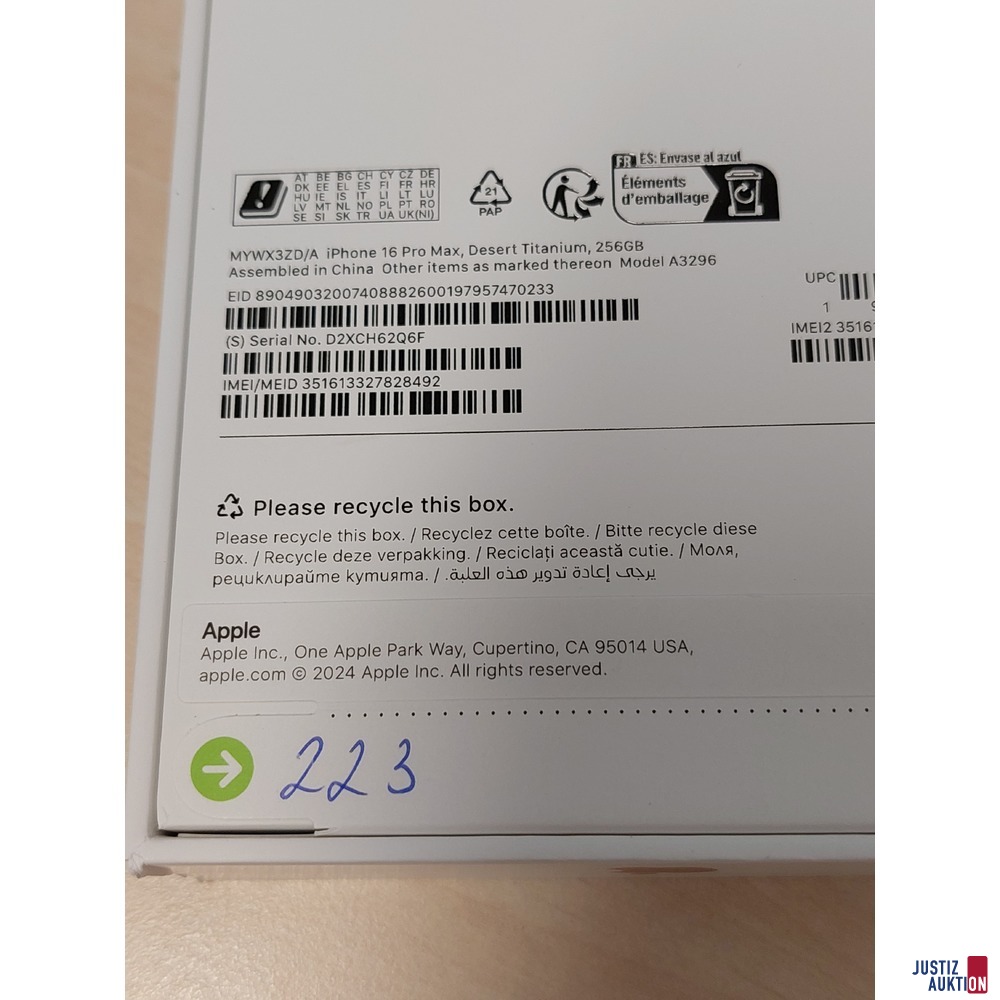 AT BE BG CH CY CZ DE
DK EE EL ES FI FR HR
HU IE IS IT LI LT LU
LV MT NL NO PL PT RO
SE SI SK TR UA UK(NI)
21
PAP
FR ES: Envase al azul
Éléments
d'emballage
MYWX3ZD/A iPhone 16 Pro Max, Desert Titanium, 256GB
Assembled in China Other items as marked thereon Model A3296
EID 89049032007408882600197957470233
UPC
1 9
(S) Serial No. D2XCH62Q6F
IMEI2 3516
IMEI/MEID 351613327828492
Please recycle this box.
Please recycle this box. / Recyclez cette boîte. / Bitte recycle diese
Box. / Recycle deze verpakking. / Reciclați această cutie. / Моля,
рециклирайте кутията. / يرجى إعادة تدوير هذه العلبة.
Apple
Apple Inc., One Apple Park Way, Cupertino, CA 95014 USA,
apple.com © 2024 Apple Inc. All rights reserved.
223
JUSTIZ
AUKTION